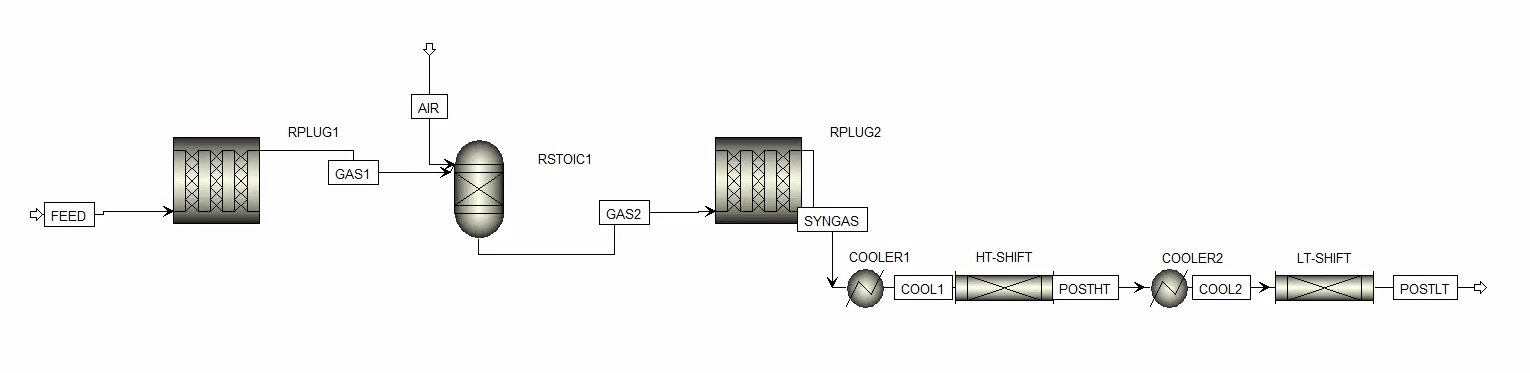 AIR
RPLUG1
RPLUG2
RSTOIC1
GAS1
FEED
GAS2
SYNGAS
COOLER1
HT-SHIFT
COOLER2
LT-SHIFT
COOL1
POSTHT
COOL2
POSTLT